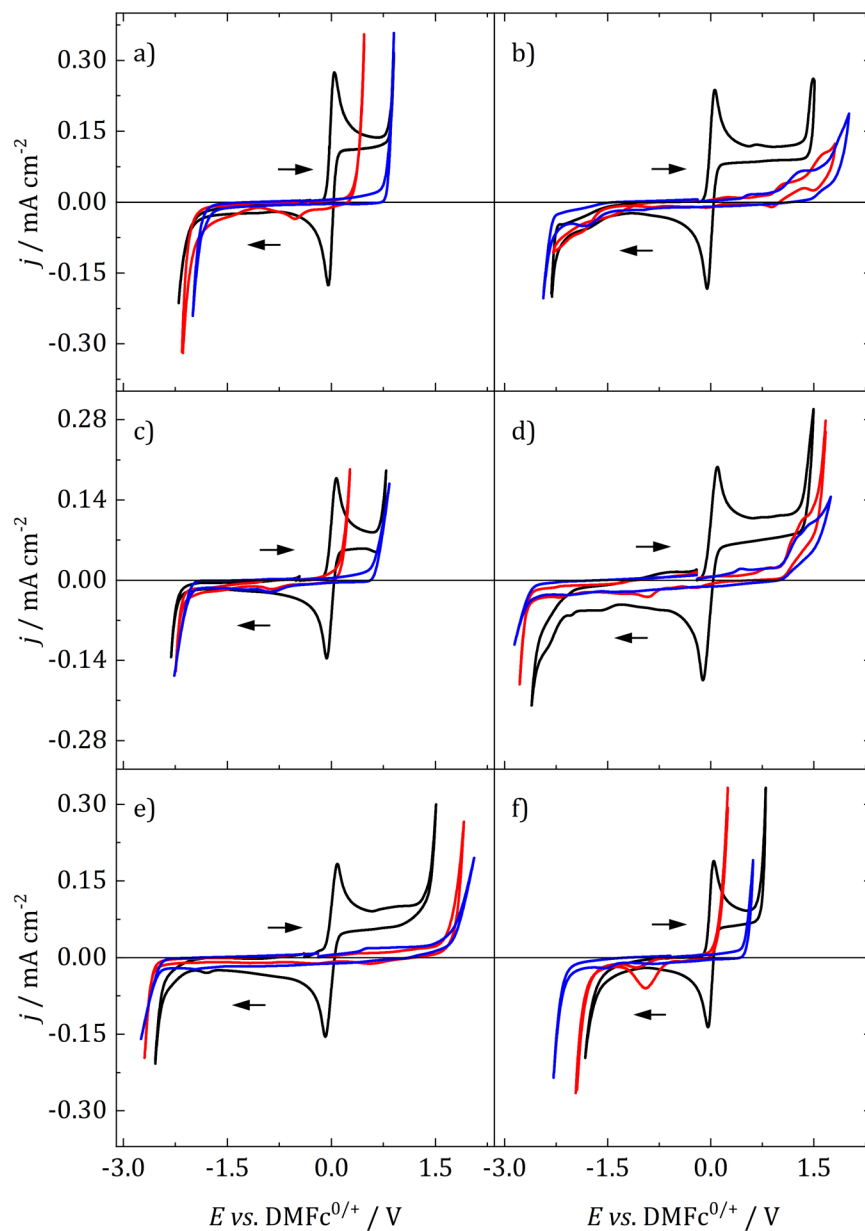 a)
b)
0.30
0.15
0.00
-0.15
-0.30
j / mA cm⁻²
c)
d)
0.28
0.14
0.00
-0.14
-0.28
j / mA cm⁻²
e)
f)
0.30
0.15
0.00
-0.15
-0.30
j / mA cm⁻²
-3.0 -1.5 0.0 1.5 -3.0 -1.5 0.0 1.5
E vs. DMFc⁰/⁺ / V E vs. DMFc⁰/⁺ / V